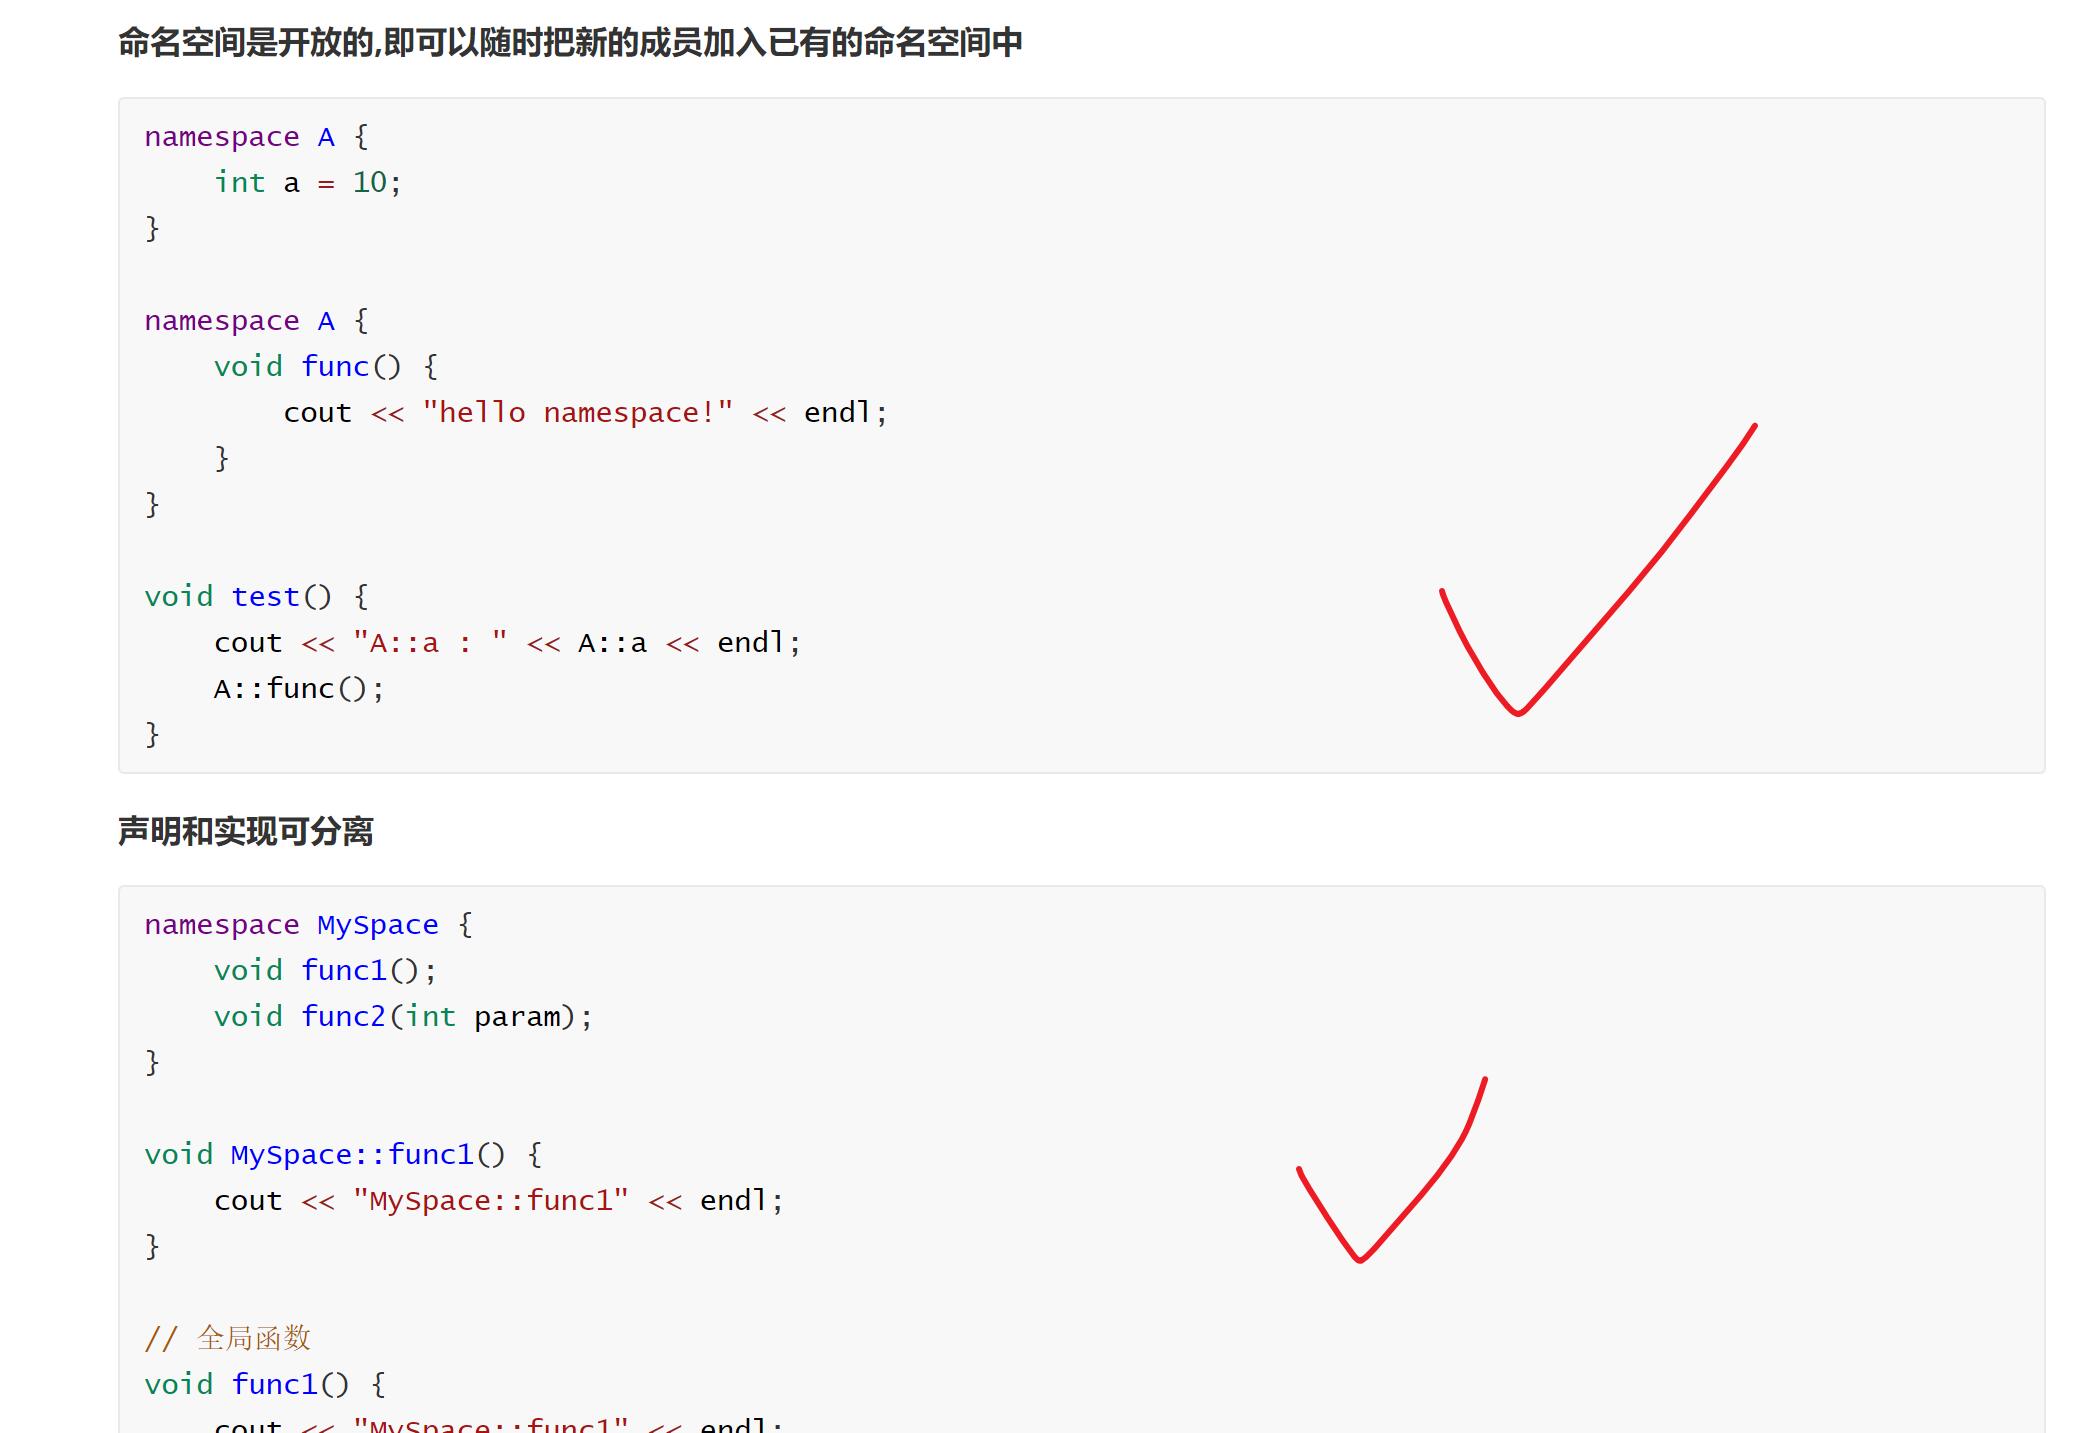 命名空间是开放的,即可以随时把新的成员加入已有的命名空间中
namespace A {
    int a = 10;
}

namespace A {
    void func() {
        cout << "hello namespace!" << endl;
    }
}

void test() {
    cout << "A::a : " << A::a << endl;
    A::func();
}
声明和实现可分离
namespace MySpace {
    void func1();
    void func2(int param);
}

void MySpace::func1() {
    cout << "MySpace::func1" << endl;
}

// 全局函数
void func1() {
    cout << "MySpace::func1" << endl;